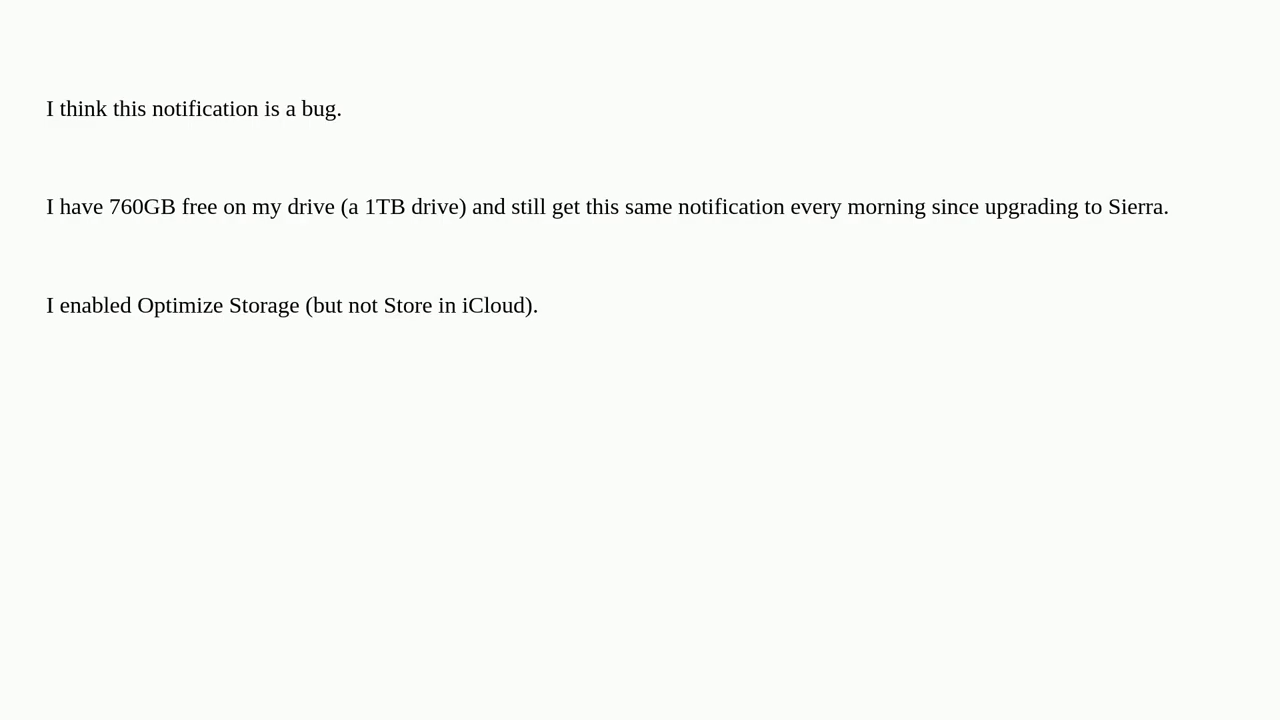 I think this notification is a bug.
I have 760GB free on my drive (a 1TB drive) and still get this same notification every morning since upgrading to Sierra.
I enabled Optimize Storage (but not Store in iCloud).